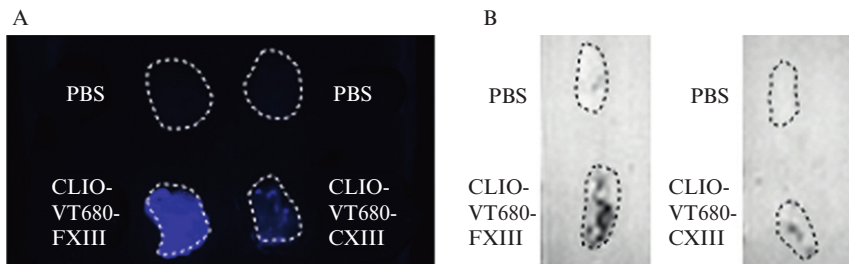 A
PBS
PBS
CLIO-
VT680-
FXIII
CLIO-
VT680-
CXIII
B
PBS
PBS
CLIO-
VT680-
FXIII
CLIO-
VT680-
CXIII